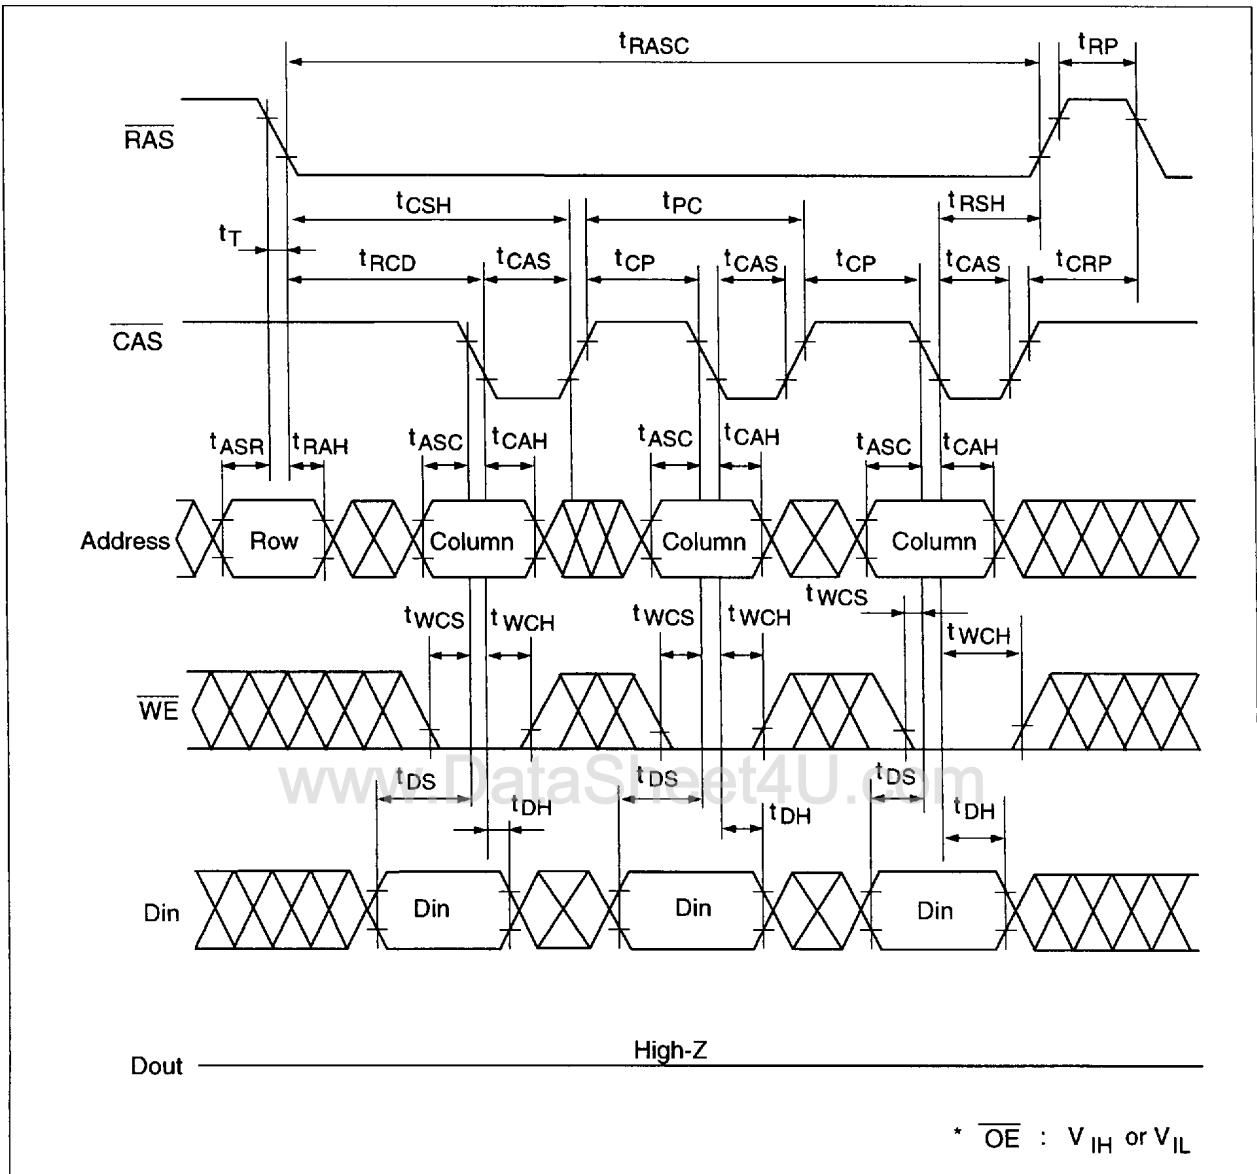 tRASC tRP
RAS
tCSH tPC tRSH
tT tRCD tCAS tCP tCAS tCP tCAS tCRP
CAS
tASR tRAH tASC tCAH tASC tCAH tASC tCAH
Address Row Column Column Column
tWCS tWCH tWCS tWCH tWCS tWCH
WE
www.DataSheet4U.com
tDS tDH tDS tDH tDS tDH
Din Din Din Din
Dout High-Z
* OE : VIH or VIL